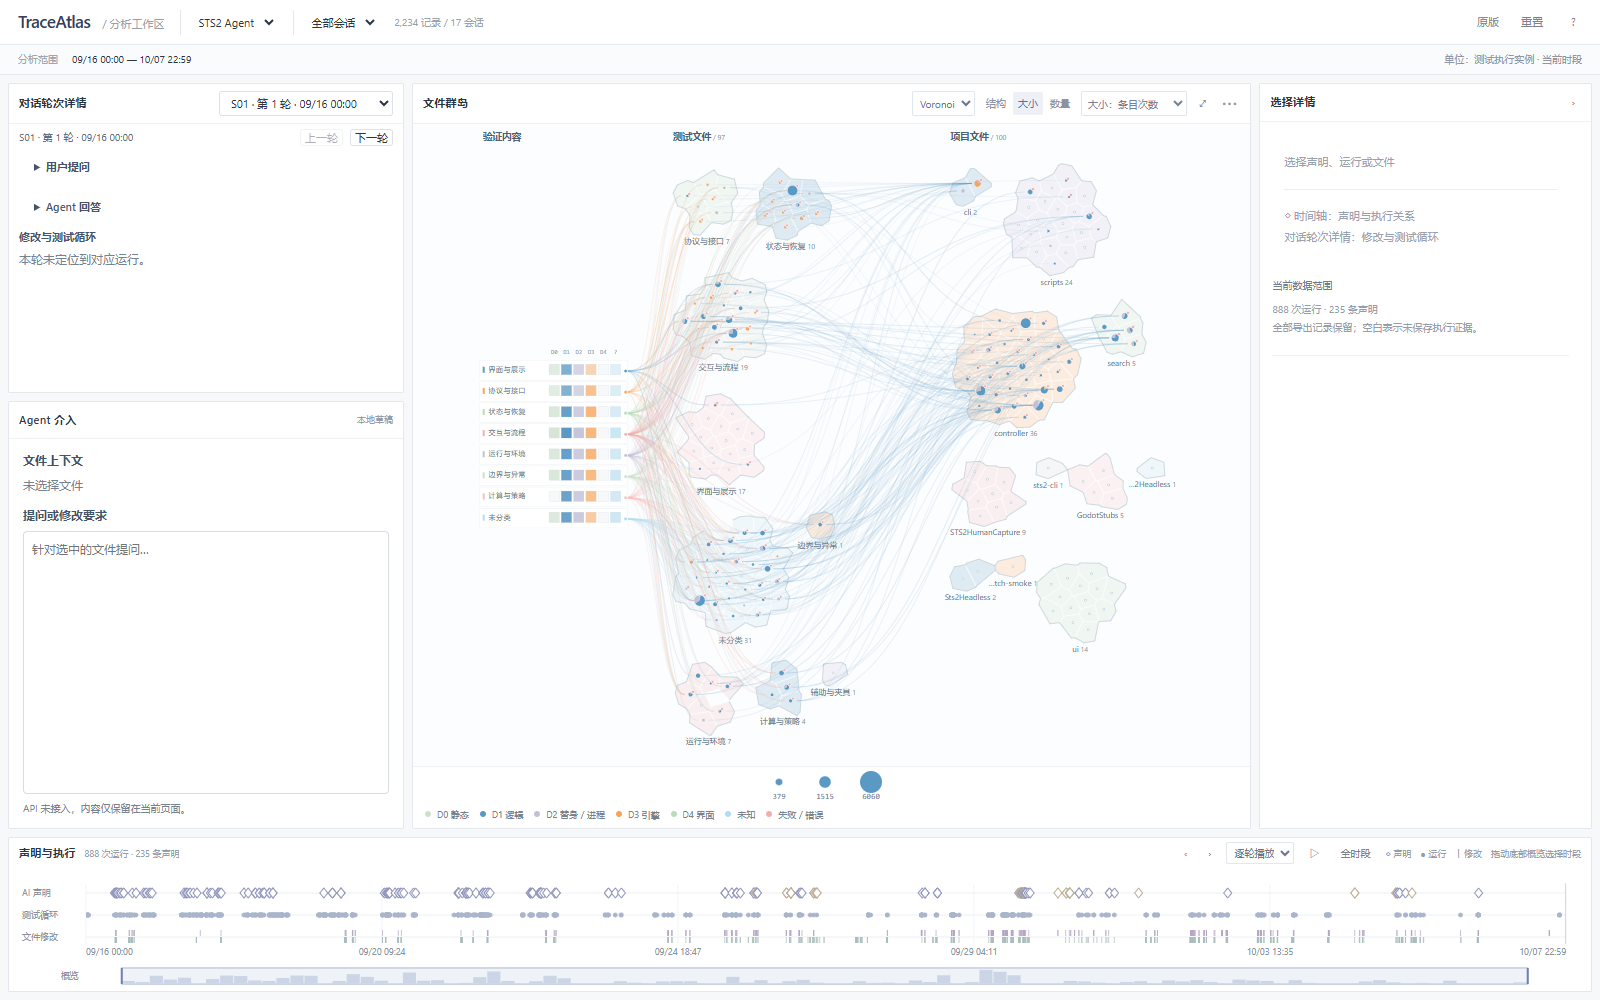 TraceAtlas / 分析工作区 STS2 Agent 全部会话 2,234 记录 / 17 会话 原版 重置 ?
分析范围 09/16 00:00 — 10/07 22:59 单位：测试执行实例 · 当前时段
对话轮次详情 S01 · 第 1 轮 · 09/16 00:00
S01 · 第 1 轮 · 09/16 00:00 上一轮 下一轮
▶ 用户提问
▶ Agent 回答
修改与测试循环
本轮未定位到对应运行。
Agent 介入 本地草稿
文件上下文
未选择文件
提问或修改要求
针对选中的文件提问...
API 未接入，内容仅保留在当前页面。
文件群岛 Voronoi 结构 大小 数量 大小：条目次数
验证内容 测试文件 / 97 项目文件 / 100
协议与接口 7
状态与恢复 10
交互与流程 19
界面与展示 17
边界与异常 1
未分类 31
辅助与夹具 1
计算与策略 4
运行与环境 7
D0 D1 D2 D3 D4 ?
界面与展示
协议与接口
状态与恢复
交互与流程
运行与环境
边界与异常
计算与策略
未分类
cli 2
scripts 24
search 5
controller 36
sts2-cli 1
...2Headless 1
GodotStubs 5
STS2HumanCapture 9
...tch-smoke 1
Sts2Headless 2
ui 14
379 1515 6060
D0 静态 D1 逻辑 D2 替身 / 进程 D3 引擎 D4 界面 未知 失败 / 错误
选择详情
选择声明、运行或文件
◇ 时间轴：声明与执行关系
对话轮次详情：修改与测试循环
当前数据范围
888 次运行 · 235 条声明
全部导出记录保留；空白表示未保存执行证据。
声明与执行 888 次运行 · 235 条声明 ‹ › 逐轮播放 ▷ 全时段 ◇ 声明 ● 运行 | 修改 拖动底部概览选择时段
AI 声明
测试循环
文件修改
09/16 00:00 09/20 09:24 09/24 18:47 09/29 04:11 10/03 13:35 10/07 22:59
概览